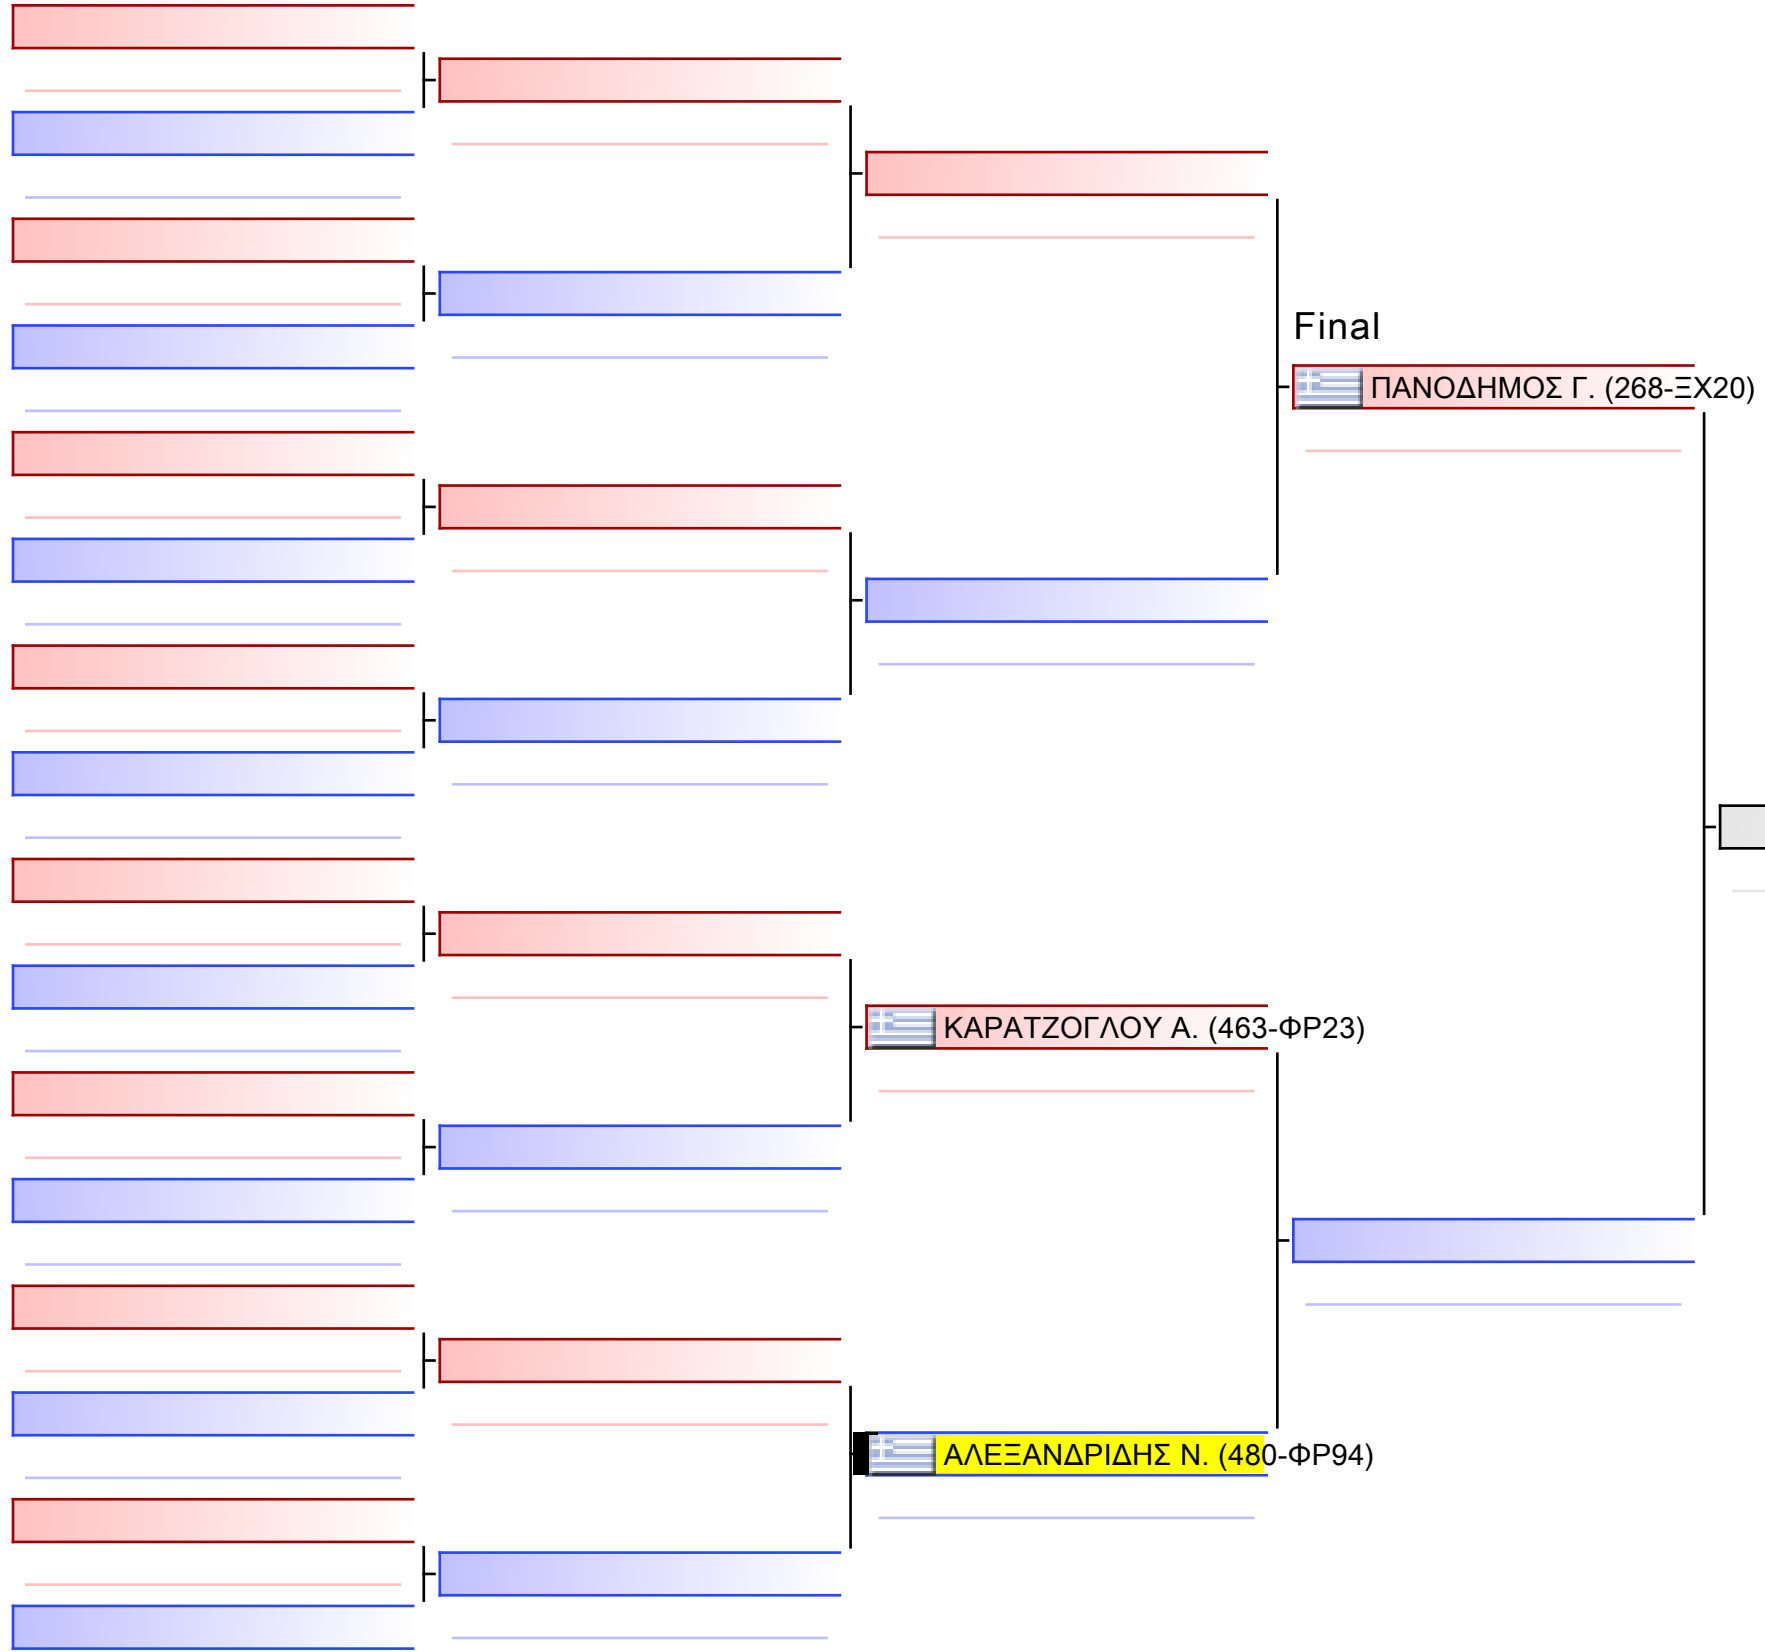 Final
ΠΑΝΟΔΗΜΟΣ Γ. (268-ΞΧ20)
ΚΑΡΑΤΖΟΓΛΟΥ Α. (463-ΦΡ23)
ΑΛΕΞΑΝΔΡΙΔΗΣ Ν. (480-ΦΡ94)